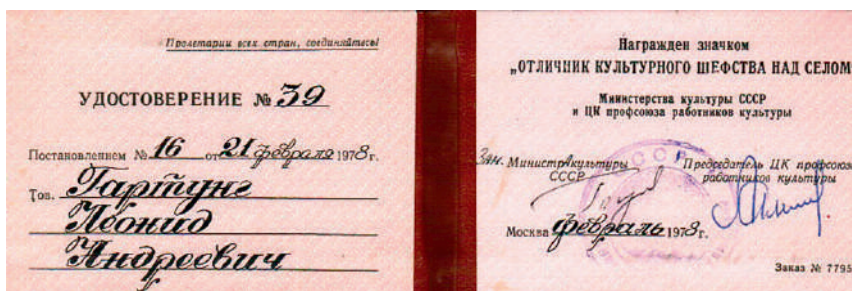 Пролетарии всех стран, соединяйтесь!
УДОСТОВЕРЕНИЕ № 39
Постановлением № 16 от 21 февраля 1978 г.
Тов. Гартунг
Леонид
Андреевич
Награжден значком
„ОТЛИЧНИК КУЛЬТУРНОГО ШЕФСТВА НАД СЕЛОМ
Министерства культуры СССР
и ЦК профсоюза работников культуры
Зам. Министр культуры
СССР
Председатель ЦК профсоюза
работников культуры
Москва февраль 1978 г.
СССР
Заказ № 7795